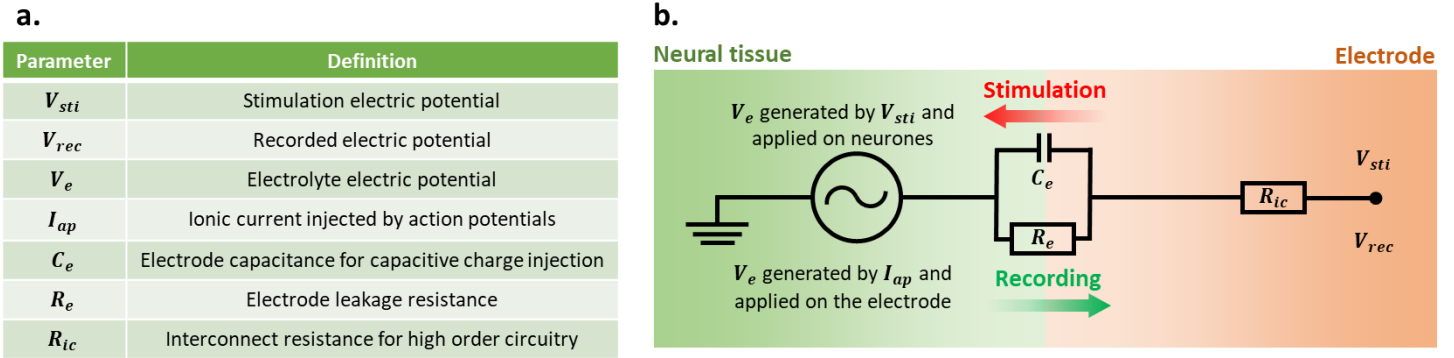 a.
Parameter Definition
V_sti Stimulation electric potential
V_rec Recorded electric potential
V_e Electrolyte electric potential
I_ap Ionic current injected by action potentials
C_e Electrode capacitance for capacitive charge injection
R_e Electrode leakage resistance
R_ic Interconnect resistance for high order circuitry
b.
Neural tissue
Electrode
Stimulation
V_e generated by V_sti and
applied on neurones
C_e
R_e
R_ic
V_sti
V_rec
V_e generated by I_ap and
applied on the electrode
Recording